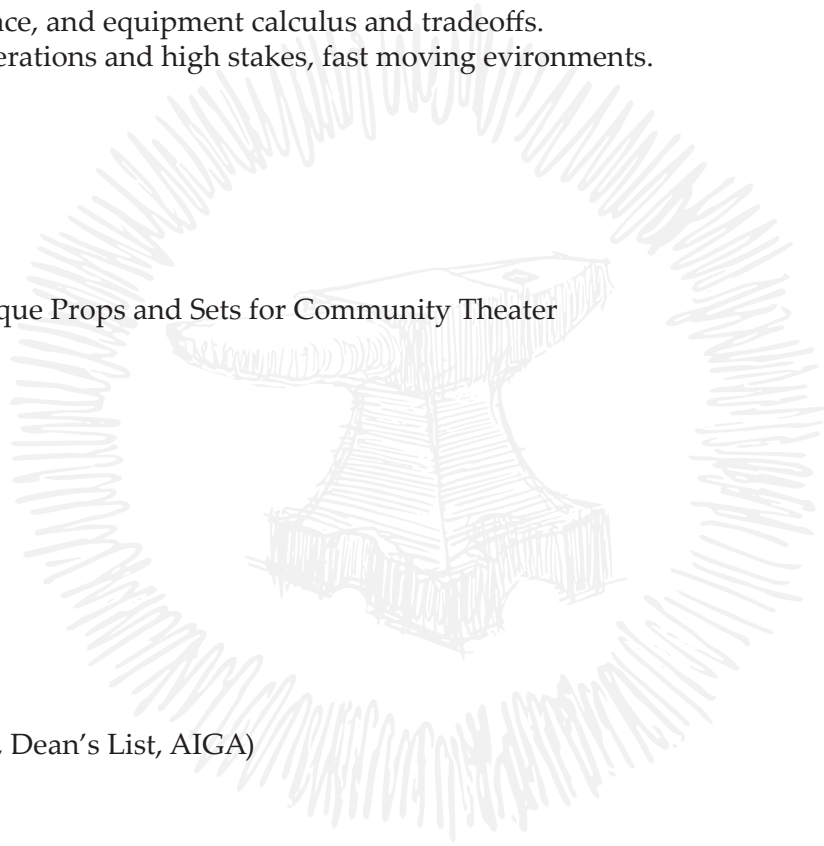 nce, and equipment calculus and tradeoffs.
erations and high stakes, fast moving evironments.
que Props and Sets for Community Theater
, Dean’s List, AIGA)